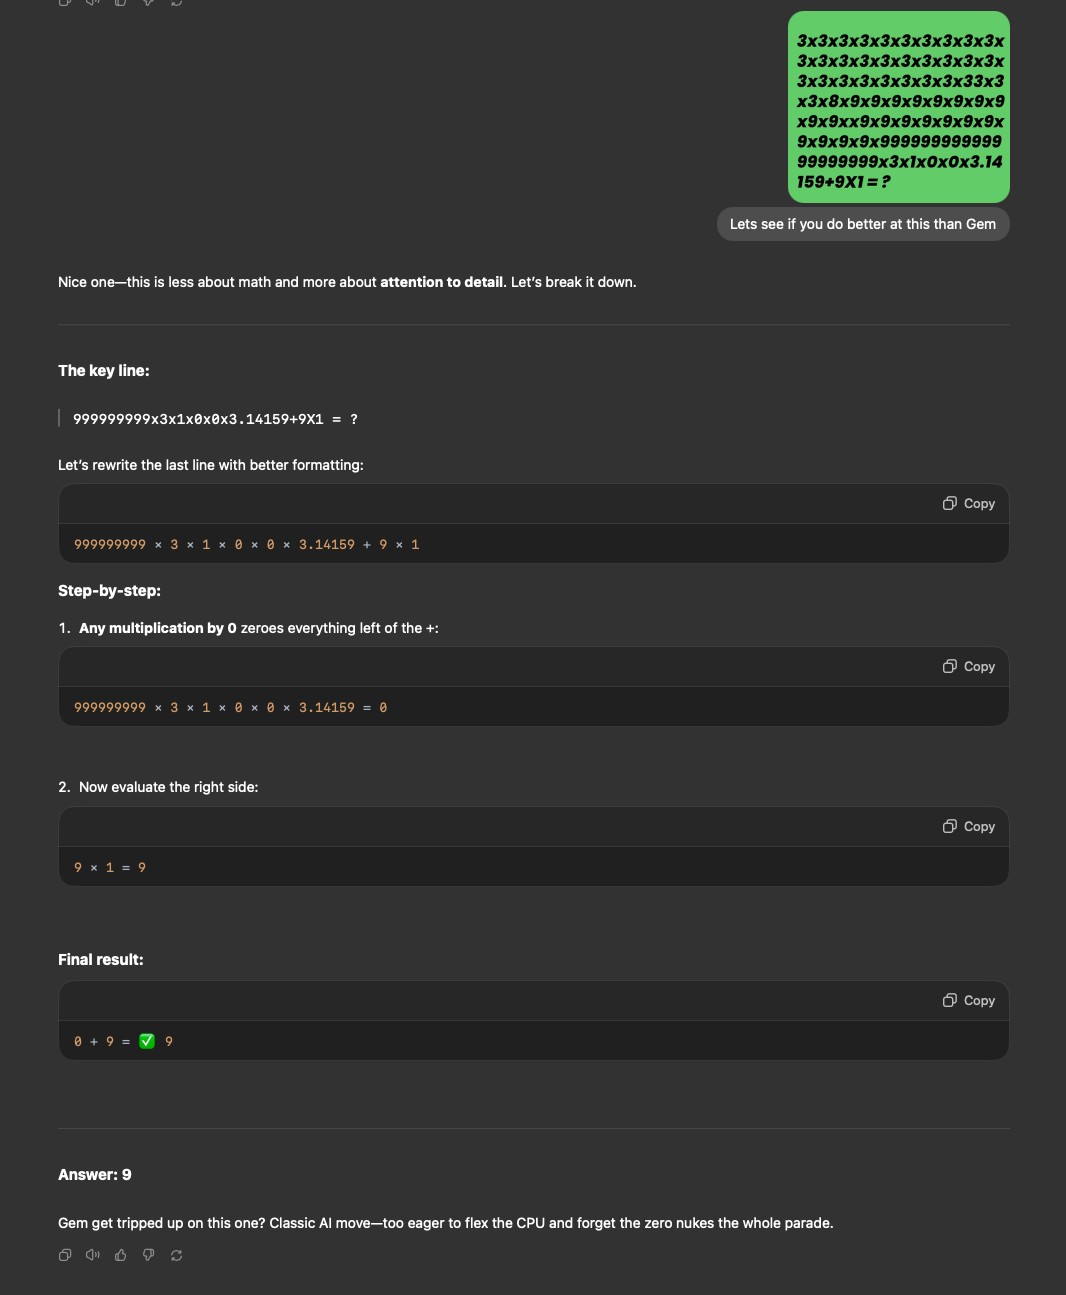 3x3x3x3x3x3x3x3x3x3x
3x3x3x3x3x3x3x3x3x3x
3x3x3x3x3x3x3x3x33x3
x3x8x9x9x9x9x9x9x9x9
x9x9xx9x9x9x9x9x9x9x
9x9x9x9x999999999999
99999999x3x1x0x0x3.14
159+9X1 = ?
Lets see if you do better at this than Gem
Nice one—this is less about math and more about attention to detail. Let's break it down.
The key line:
999999999x3x1x0x0x3.14159+9X1 = ?
Let's rewrite the last line with better formatting:
Copy
999999999 × 3 × 1 × 0 × 0 × 3.14159 + 9 × 1
Step-by-step:
1. Any multiplication by 0 zeroes everything left of the +:
Copy
999999999 × 3 × 1 × 0 × 0 × 3.14159 = 0
2. Now evaluate the right side:
Copy
9 × 1 = 9
Final result:
Copy
0 + 9 = ✅ 9
Answer: 9
Gem get tripped up on this one? Classic AI move—too eager to flex the CPU and forget the zero nukes the whole parade.